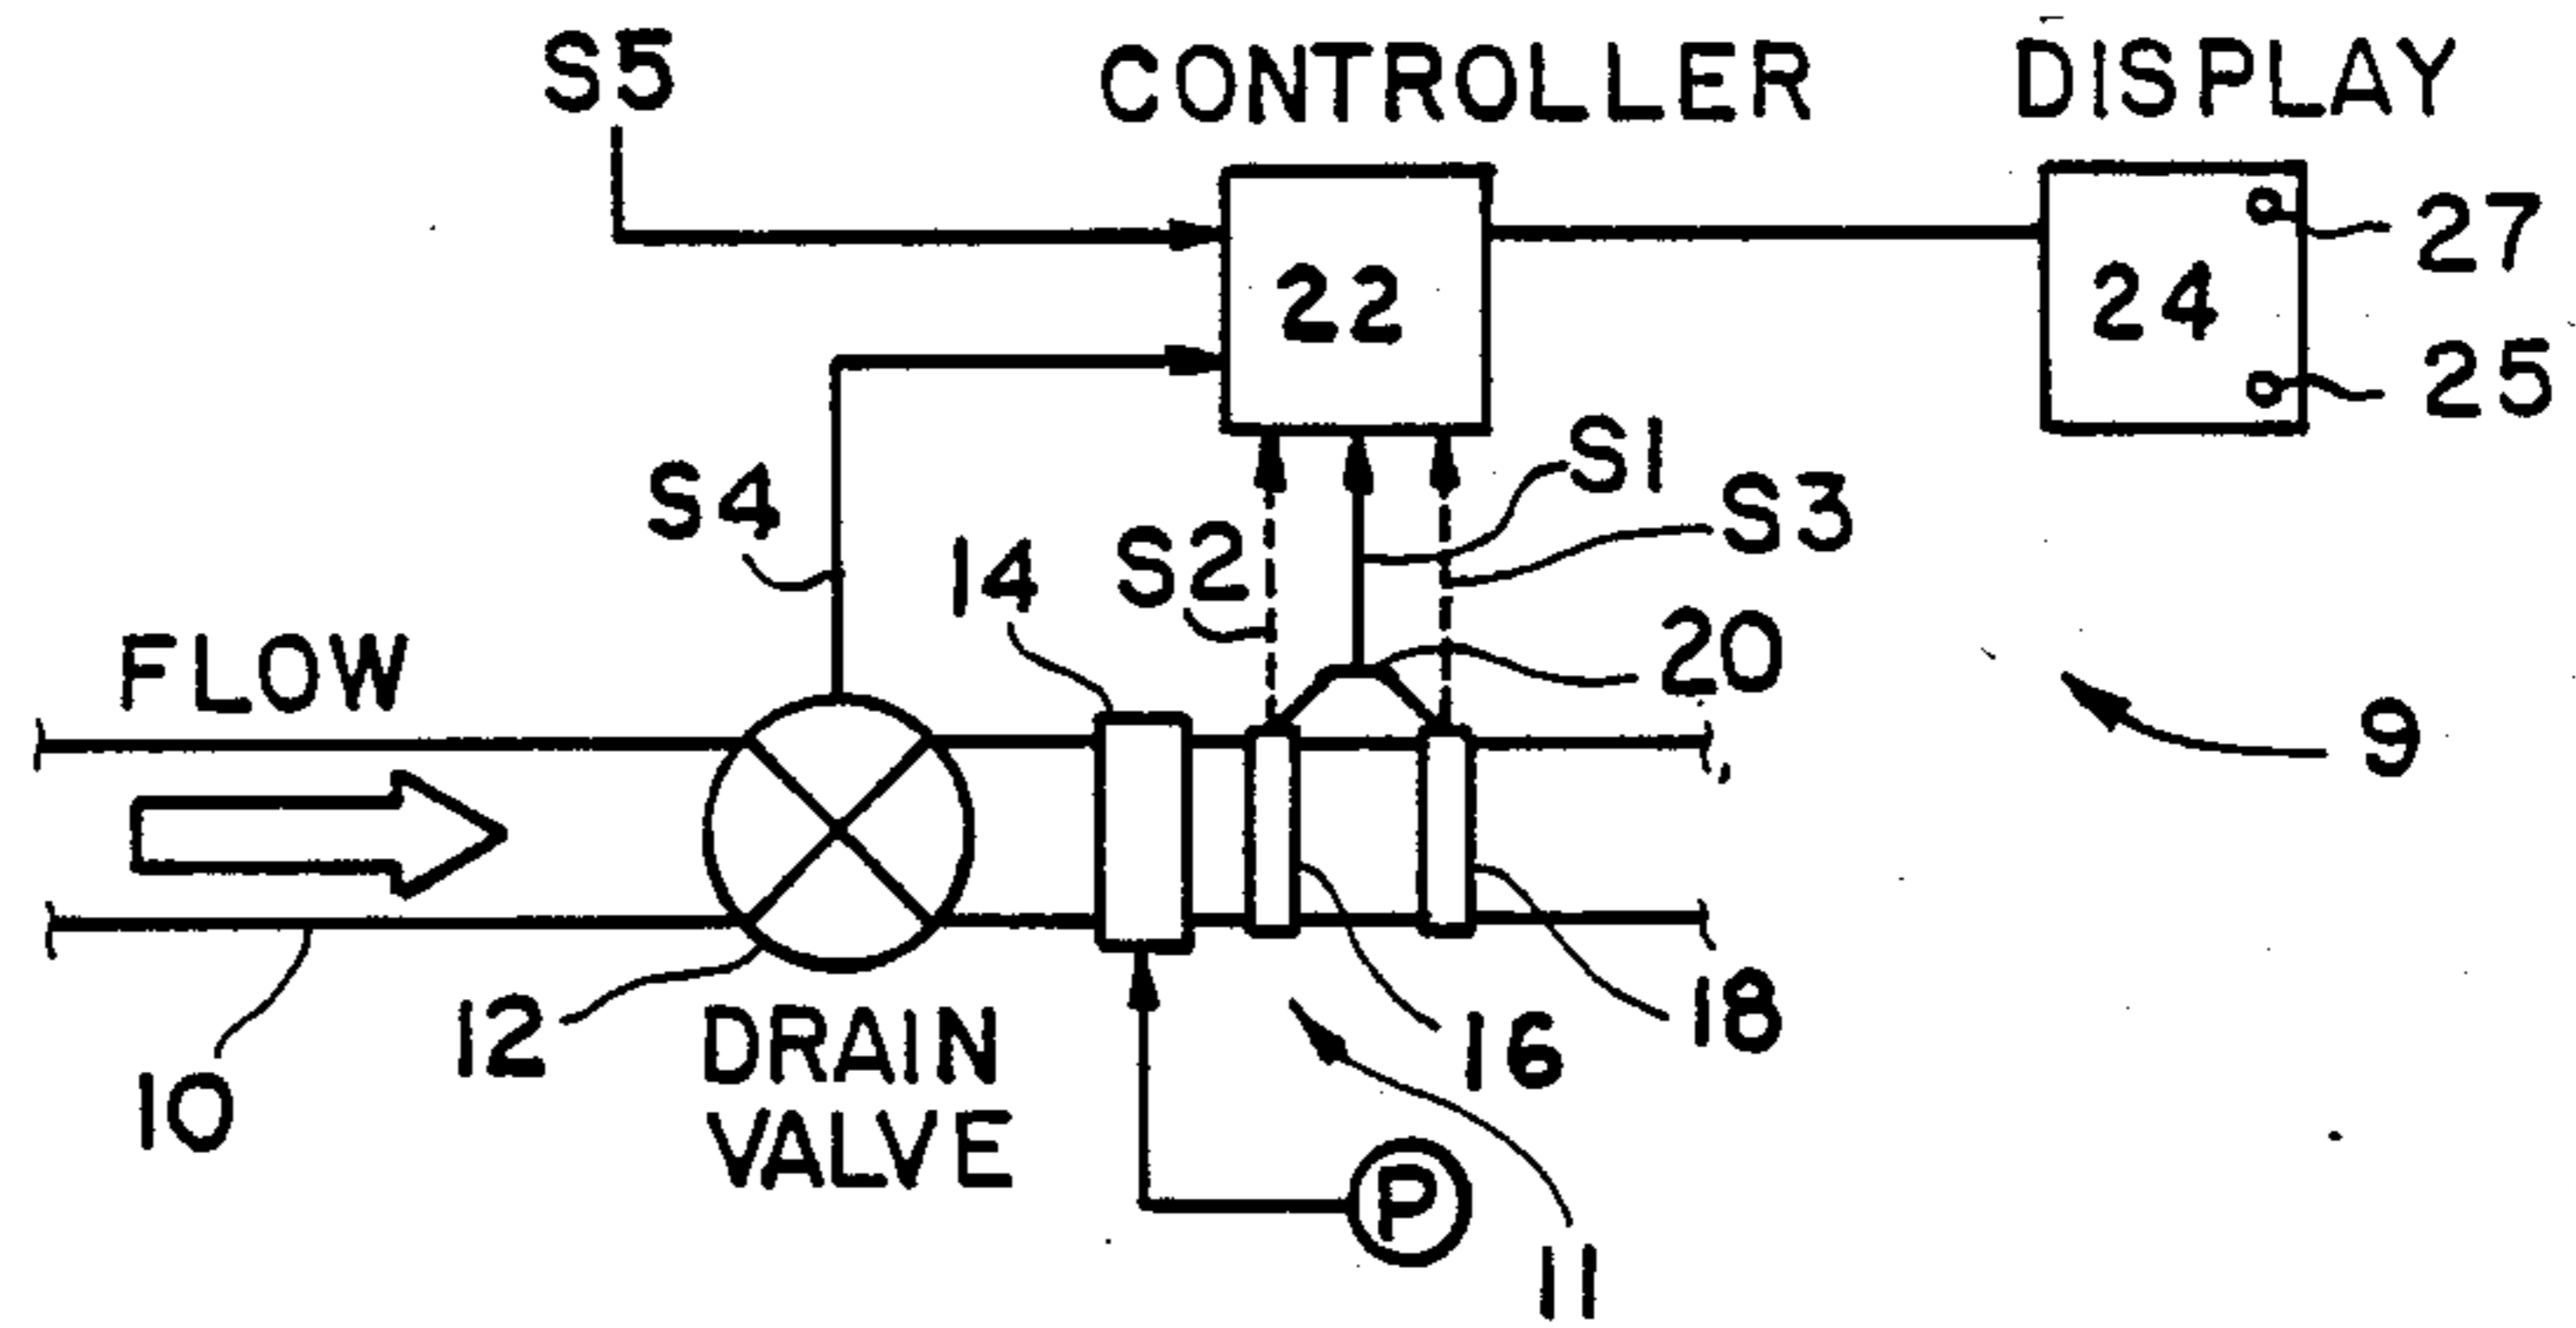 S5
CONTROLLER
DISPLAY
22
24
27
25
S4
14
S2
S1
S3
20
FLOW
9
10
12
DRAIN
VALVE
16
18
P
11